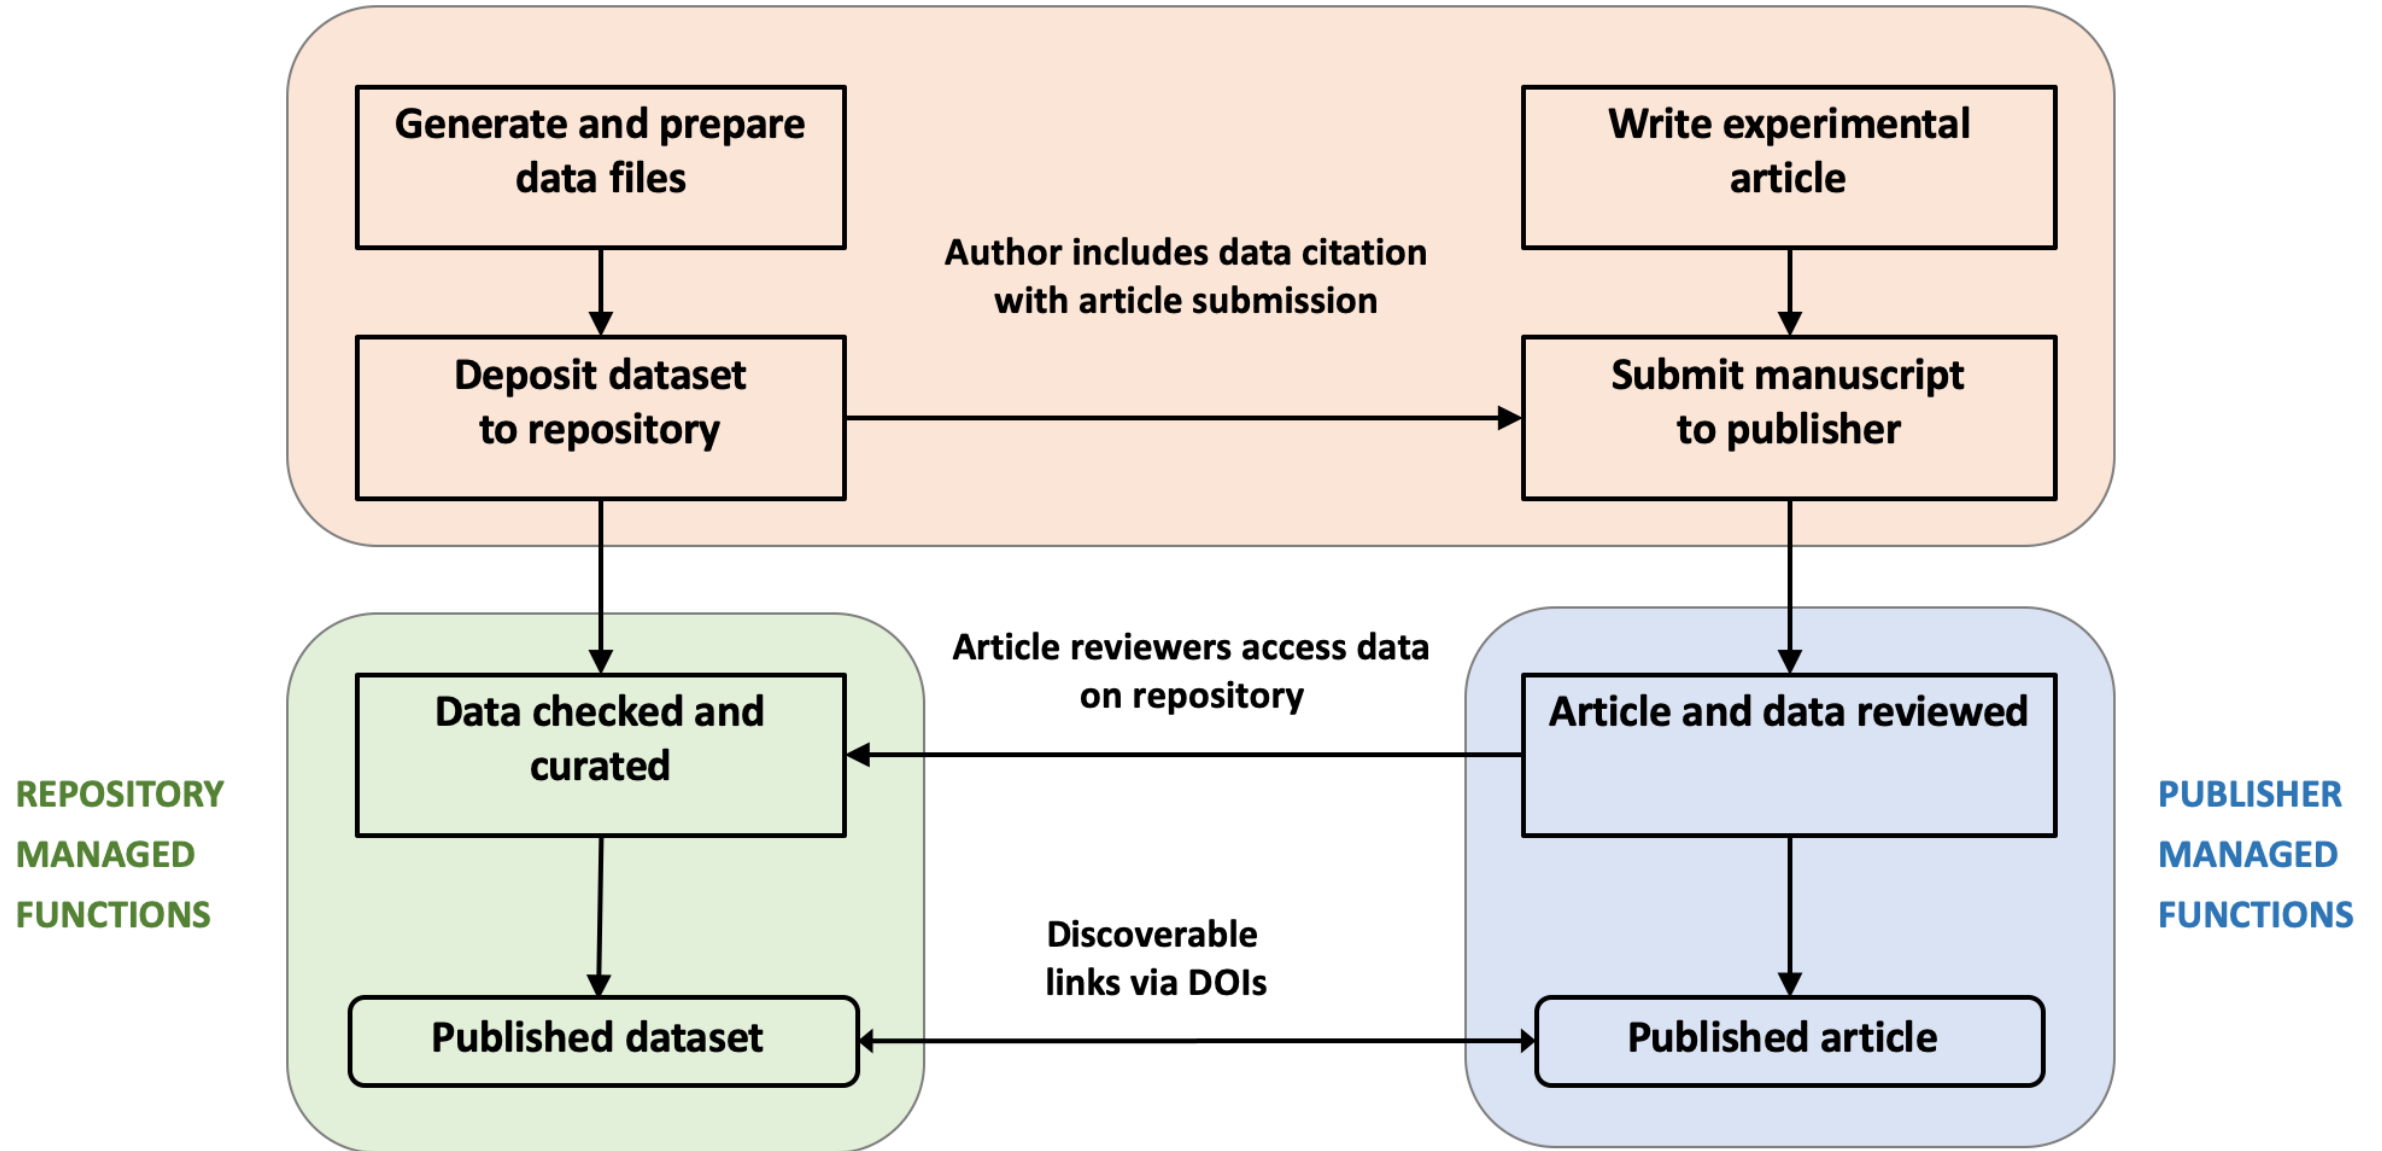 Generate and prepare
data files
Write experimental
article
Author includes data citation
with article submission
Deposit dataset
to repository
Submit manuscript
to publisher
Article reviewers access data
on repository
Data checked and
curated
Article and data reviewed
REPOSITORY
MANAGED
FUNCTIONS
PUBLISHER
MANAGED
FUNCTIONS
Discoverable
links via DOIs
Published dataset
Published article